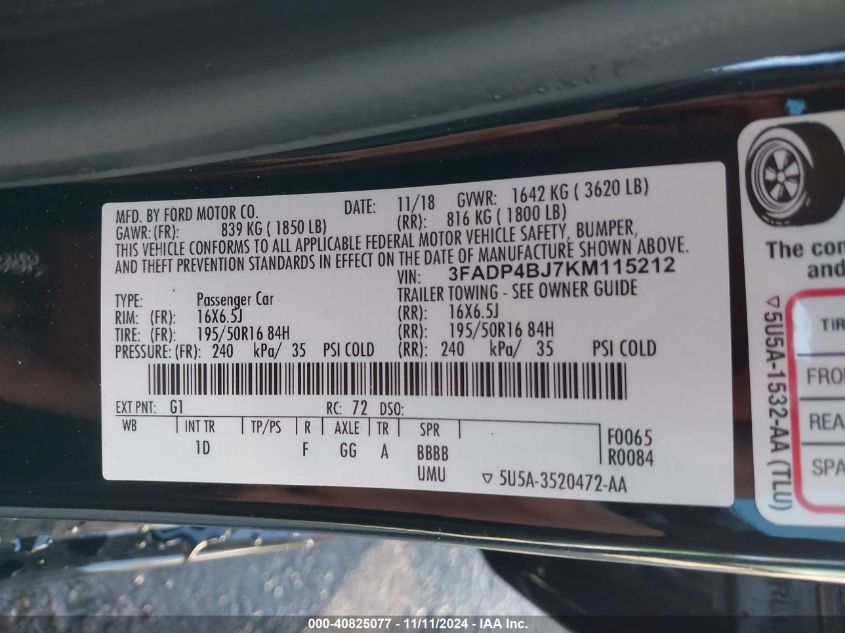 MFD. BY FORD MOTOR CO. DATE: 11/18 GVWR: 1642 KG ( 3620 LB)
GAWR: (FR): 839 KG ( 1850 LB) (RR): 816 KG ( 1800 LB)
THIS VEHICLE CONFORMS TO ALL APPLICABLE FEDERAL MOTOR VEHICLE SAFETY, BUMPER,
AND THEFT PREVENTION STANDARDS IN EFFECT ON THE DATE OF MANUFACTURE SHOWN ABOVE.
VIN: 3FADP4BJ7KM115212
TYPE: Passenger Car TRAILER TOWING - SEE OWNER GUIDE
RIM: (FR): 16X6.5J (RR): 16X6.5J
TIRE: (FR): 195/50R16 84H (RR): 195/50R16 84H
PRESSURE: (FR): 240 kPa/ 35 PSI COLD (RR): 240 kPa/ 35 PSI COLD
EXT PNT: G1 RC: 72 DSO:
WB INT TR TP/PS R AXLE TR SPR
1D F GG A BBBB
UMU
F0065
R0084
▽ 5U5A-3520472-AA
The con
and
▽ 5U5A-1532-AA (TLU)
TIR
FRO
REA
SPA
000-40825077 - 11/11/2024 - IAA, Inc.